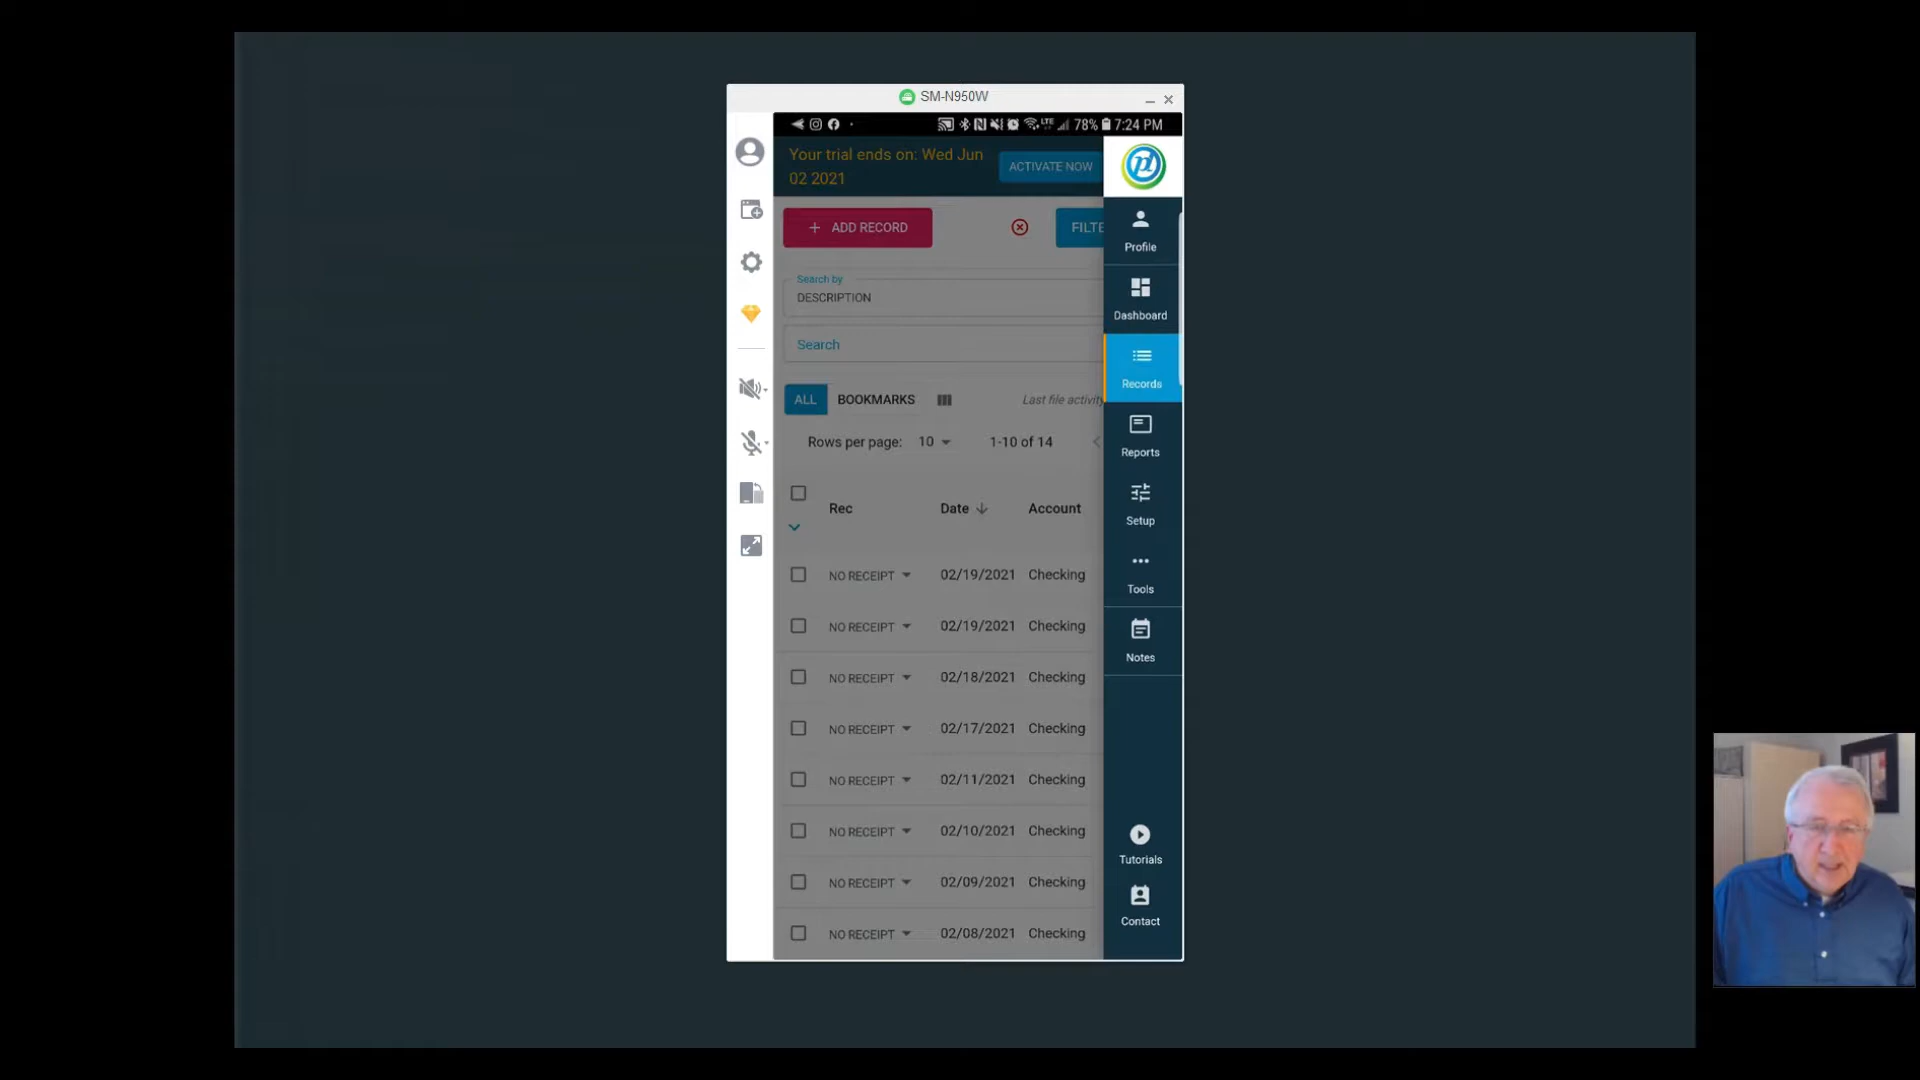 SM-N950W
78% 7:24 PM
Your trial ends on: Wed Jun
02 2021
ACTIVATE NOW
+ ADD RECORD
FILTE
Search by
DESCRIPTION
Search
ALL BOOKMARKS
Last file activity
Rows per page: 10
1-10 of 14
Rec Date Account
NO RECEIPT 02/19/2021 Checking
NO RECEIPT 02/19/2021 Checking
NO RECEIPT 02/18/2021 Checking
NO RECEIPT 02/17/2021 Checking
NO RECEIPT 02/11/2021 Checking
NO RECEIPT 02/10/2021 Checking
NO RECEIPT 02/09/2021 Checking
NO RECEIPT 02/08/2021 Checking
Profile
Dashboard
Records
Reports
Setup
Tools
Notes
Tutorials
Contact